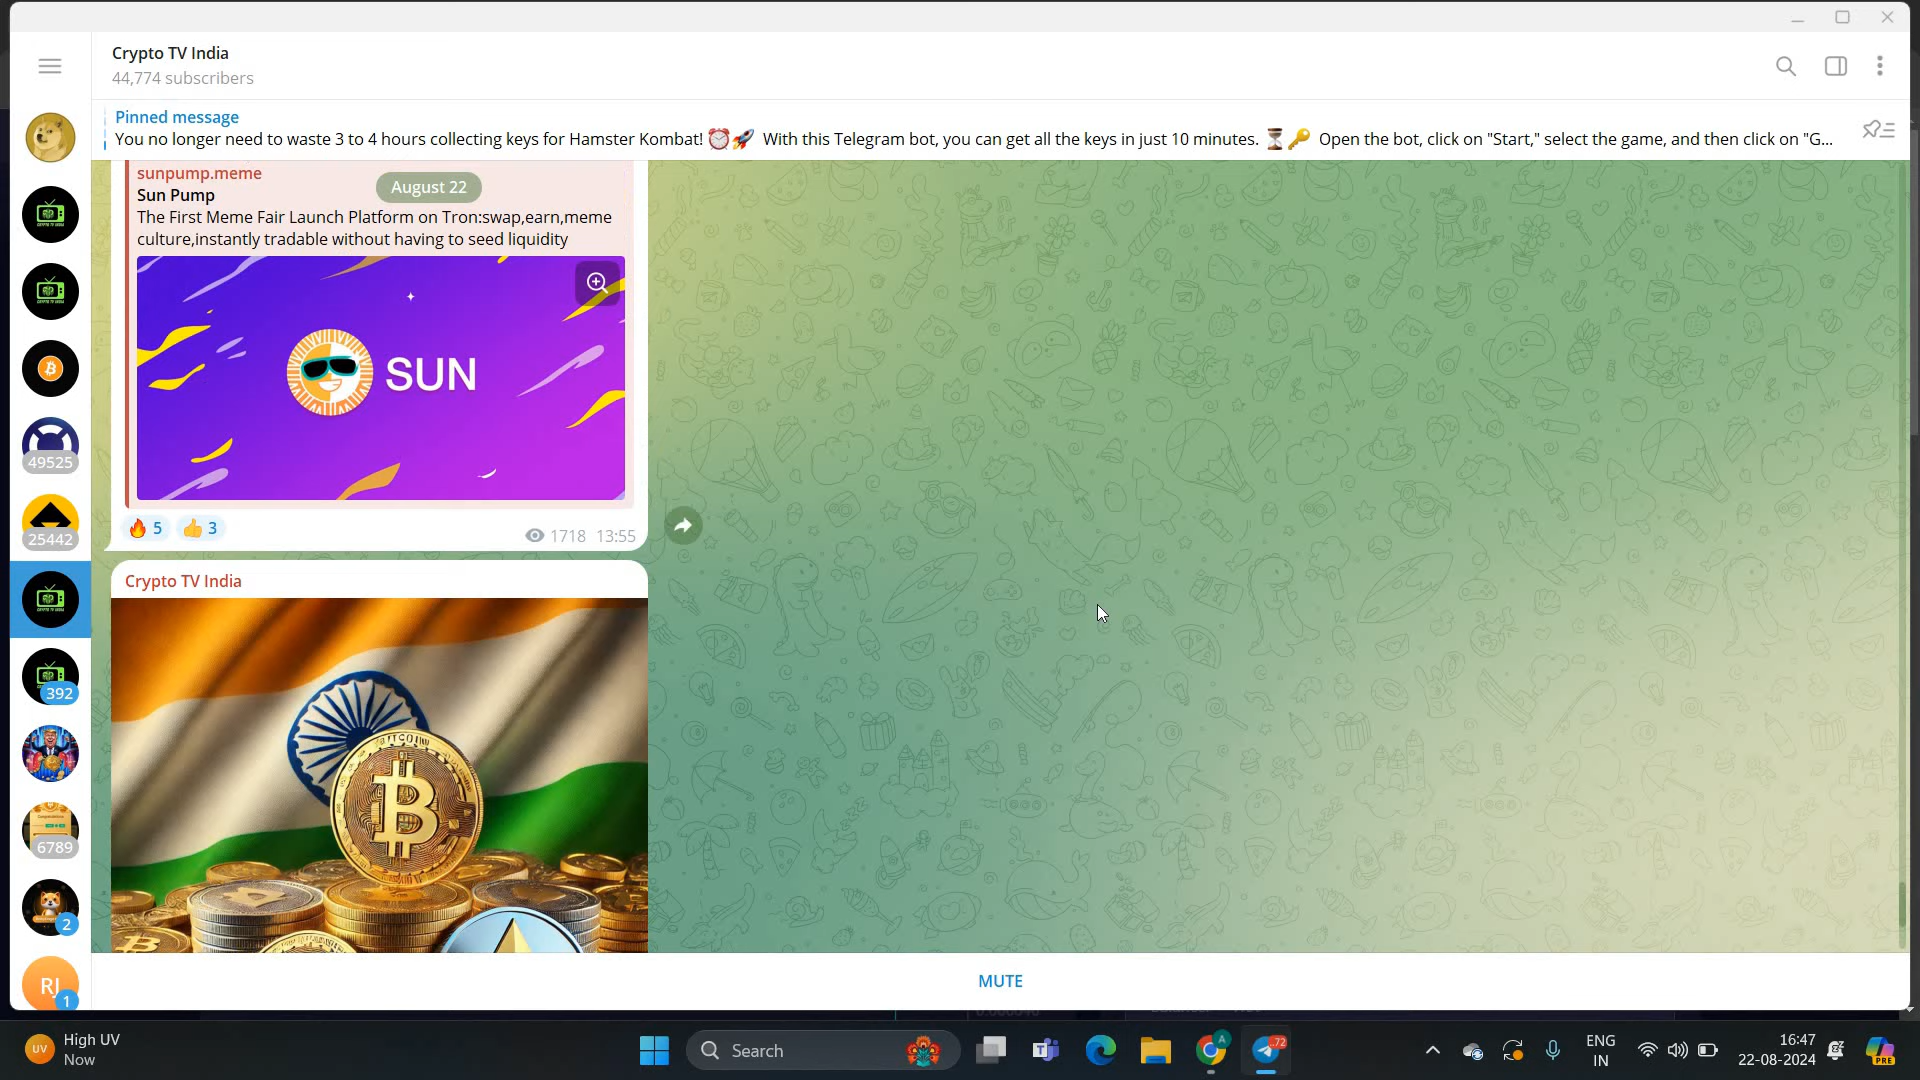 Crypto TV India
44,774 subscribers
Pinned message
You no longer need to waste 3 to 4 hours collecting keys for Hamster Kombat! ⏰🚀 With this Telegram bot, you can get all the keys in just 10 minutes. ⏳🔑 Open the bot, click on "Start," select the game, and then click on "G...
sunpump.meme
August 22
Sun Pump
The First Meme Fair Launch Platform on Tron:swap,earn,meme
culture,instantly tradable without having to seed liquidity
SUN
🔥 5 👍 3
1718 13:55
Crypto TV India
BITCOIN
49525
25442
392
6789
2
RJ
1
MUTE
UV
High UV
Now
Search
A
72
ENG
IN
16:47
22-08-2024
PRE